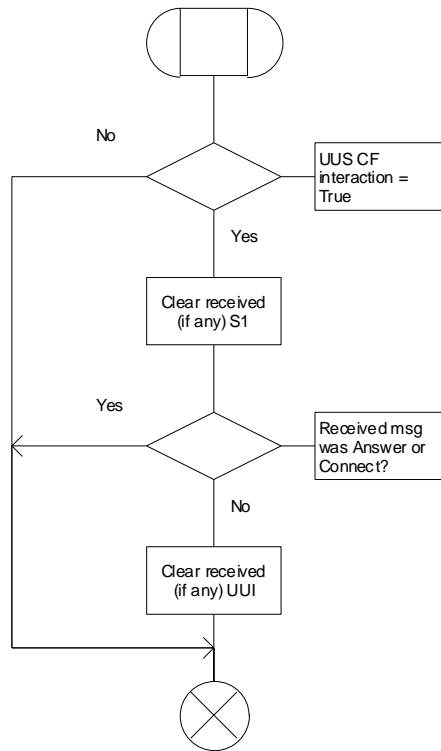 No
UUS CF
interaction =
True
Yes
Clear received
(if any) S1
Yes
Received msg
was Answer or
Connect?
No
Clear received
(if any) UUI